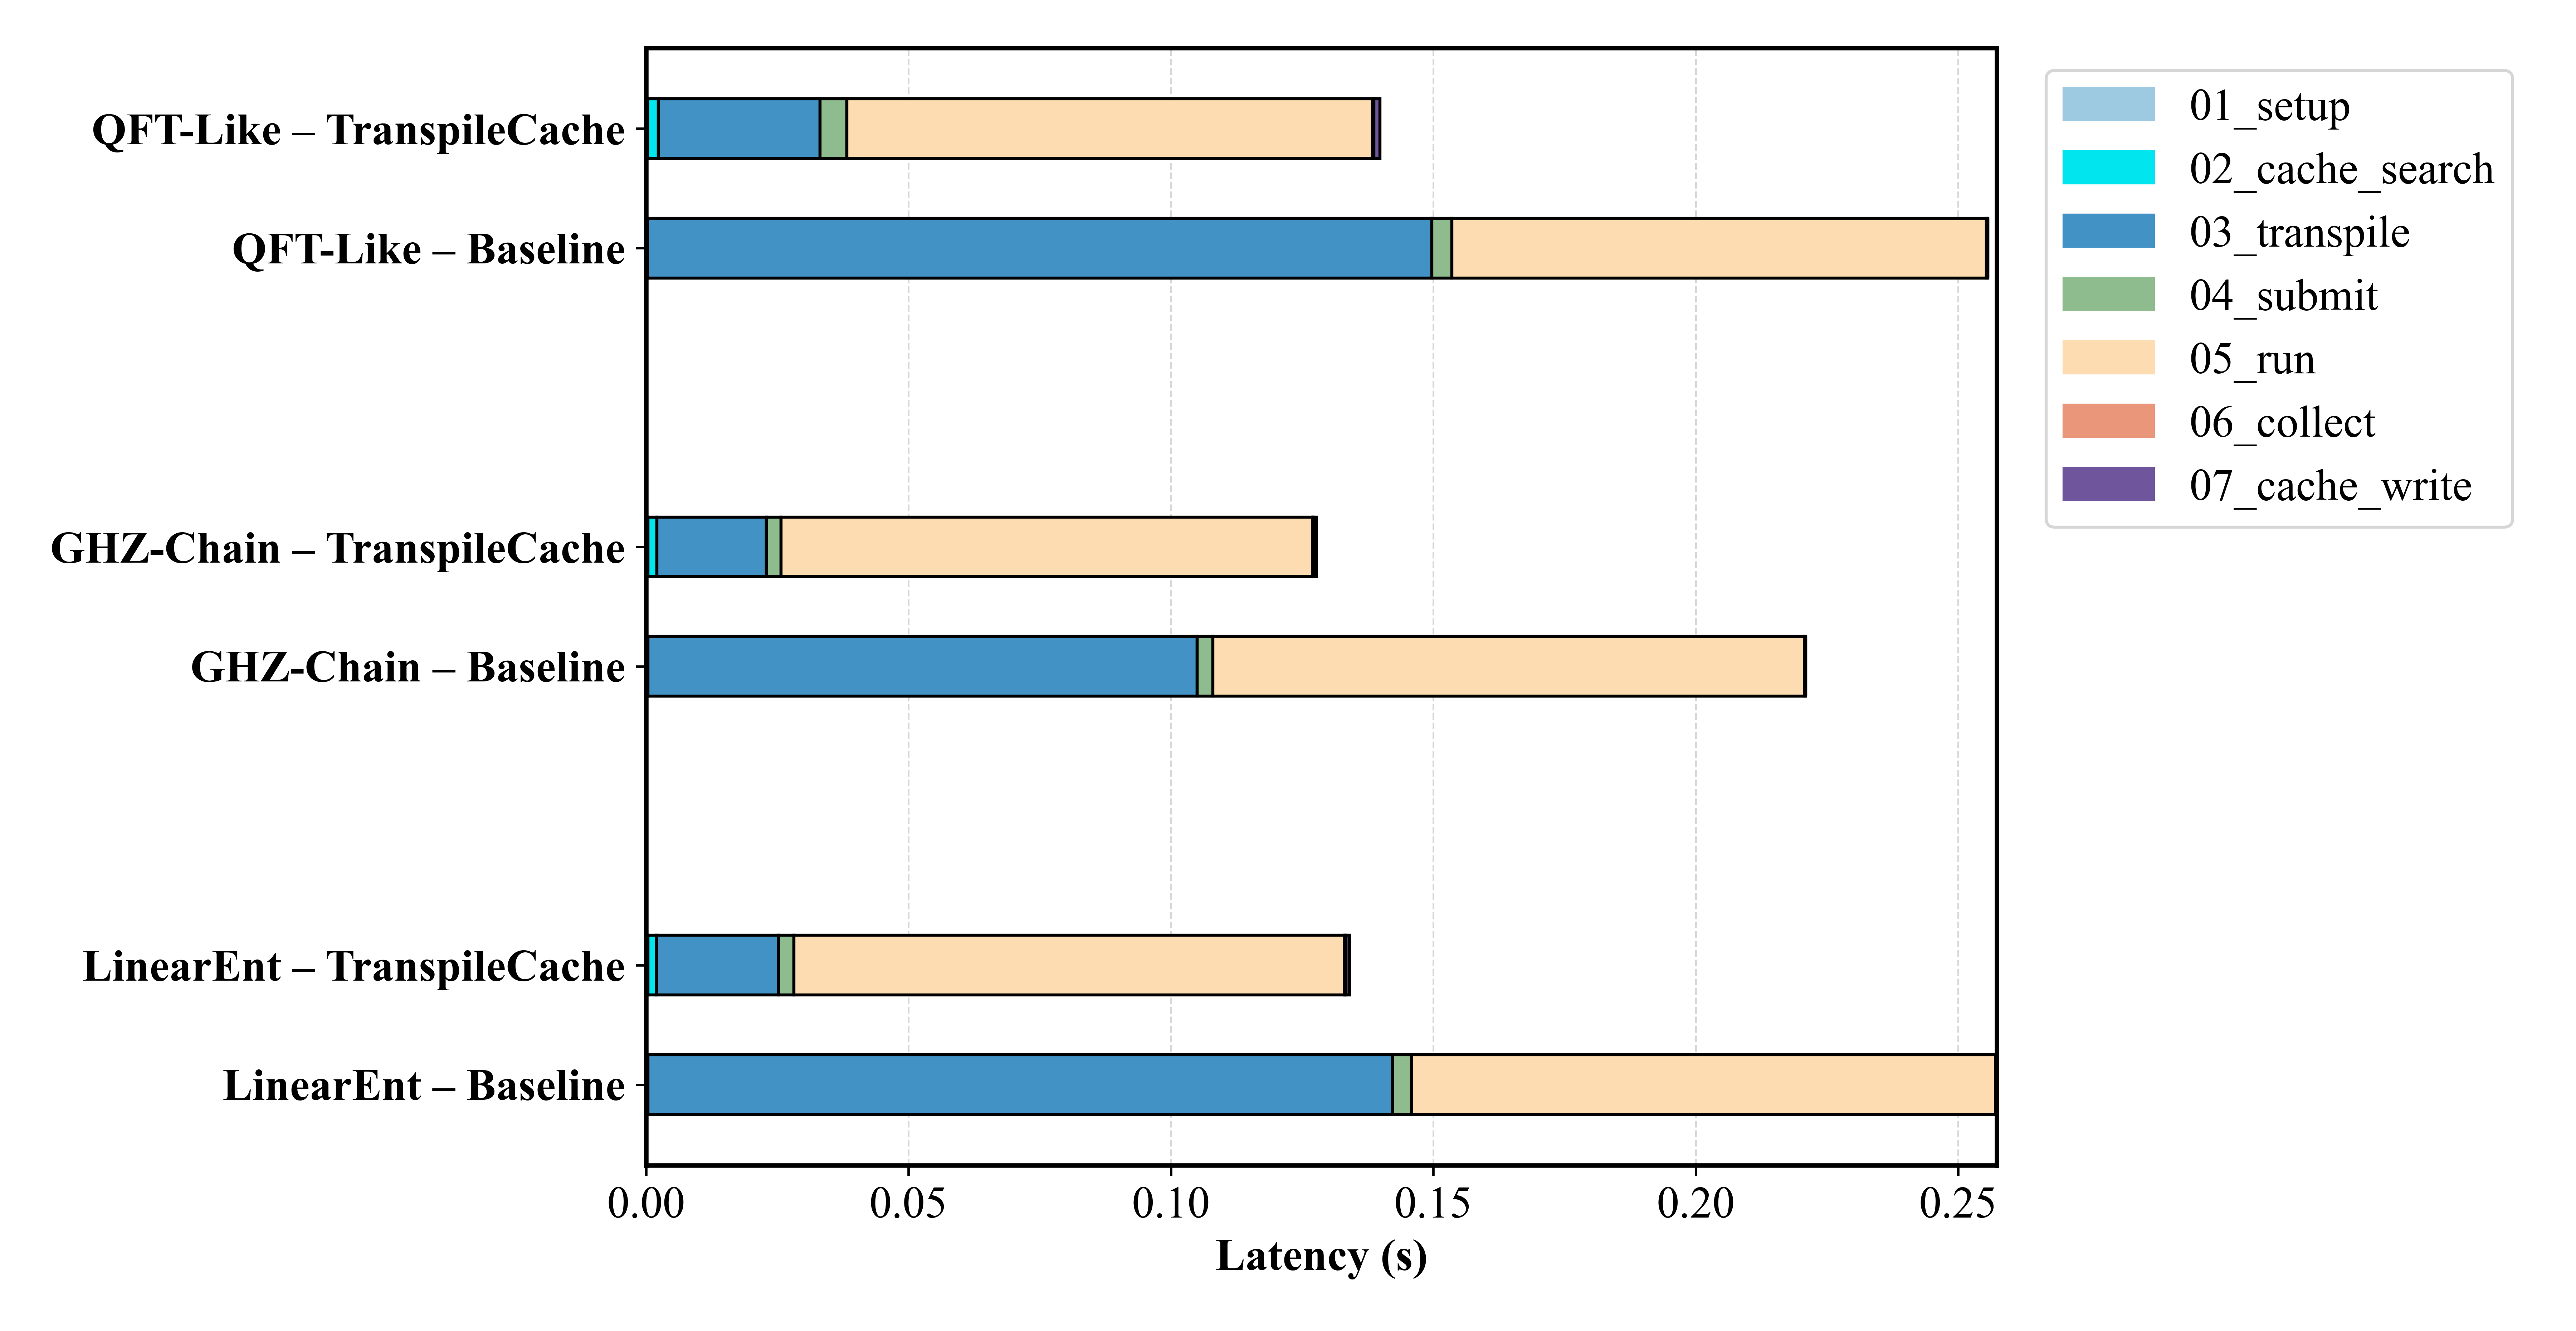 QFT-Like – TranspileCache
QFT-Like – Baseline
GHZ-Chain – TranspileCache
GHZ-Chain – Baseline
LinearEnt – TranspileCache
LinearEnt – Baseline
0.00 0.05 0.10 0.15 0.20 0.25
Latency (s)
01_setup
02_cache_search
03_transpile
04_submit
05_run
06_collect
07_cache_write